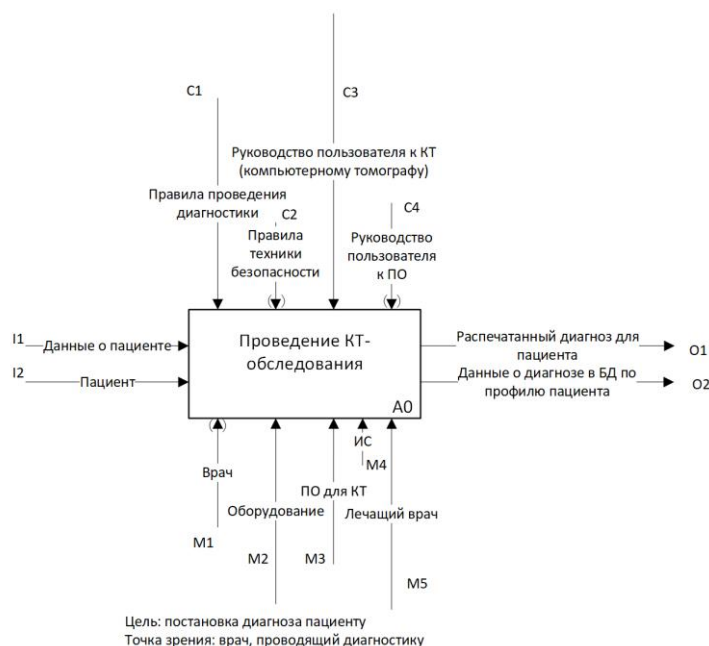 C1
C3
Руководство пользователя к КТ
(компьютерному томографу)
Правила проведения
диагностики
C2
C4
Правила
техники
безопасности
Руководство
пользователя
к ПО
I1
Данные о пациенте
I2
Пациент
Проведение КТ-
обследования
A0
Распечатанный диагноз для
пациента
O1
Данные о диагнозе в БД по
профилю пациента
O2
Врач
ИС
M4
Оборудование
ПО для КТ
Лечащий врач
M1
M2
M3
M5
Цель: постановка диагноза пациенту
Точка зрения: врач, проводящий диагностику